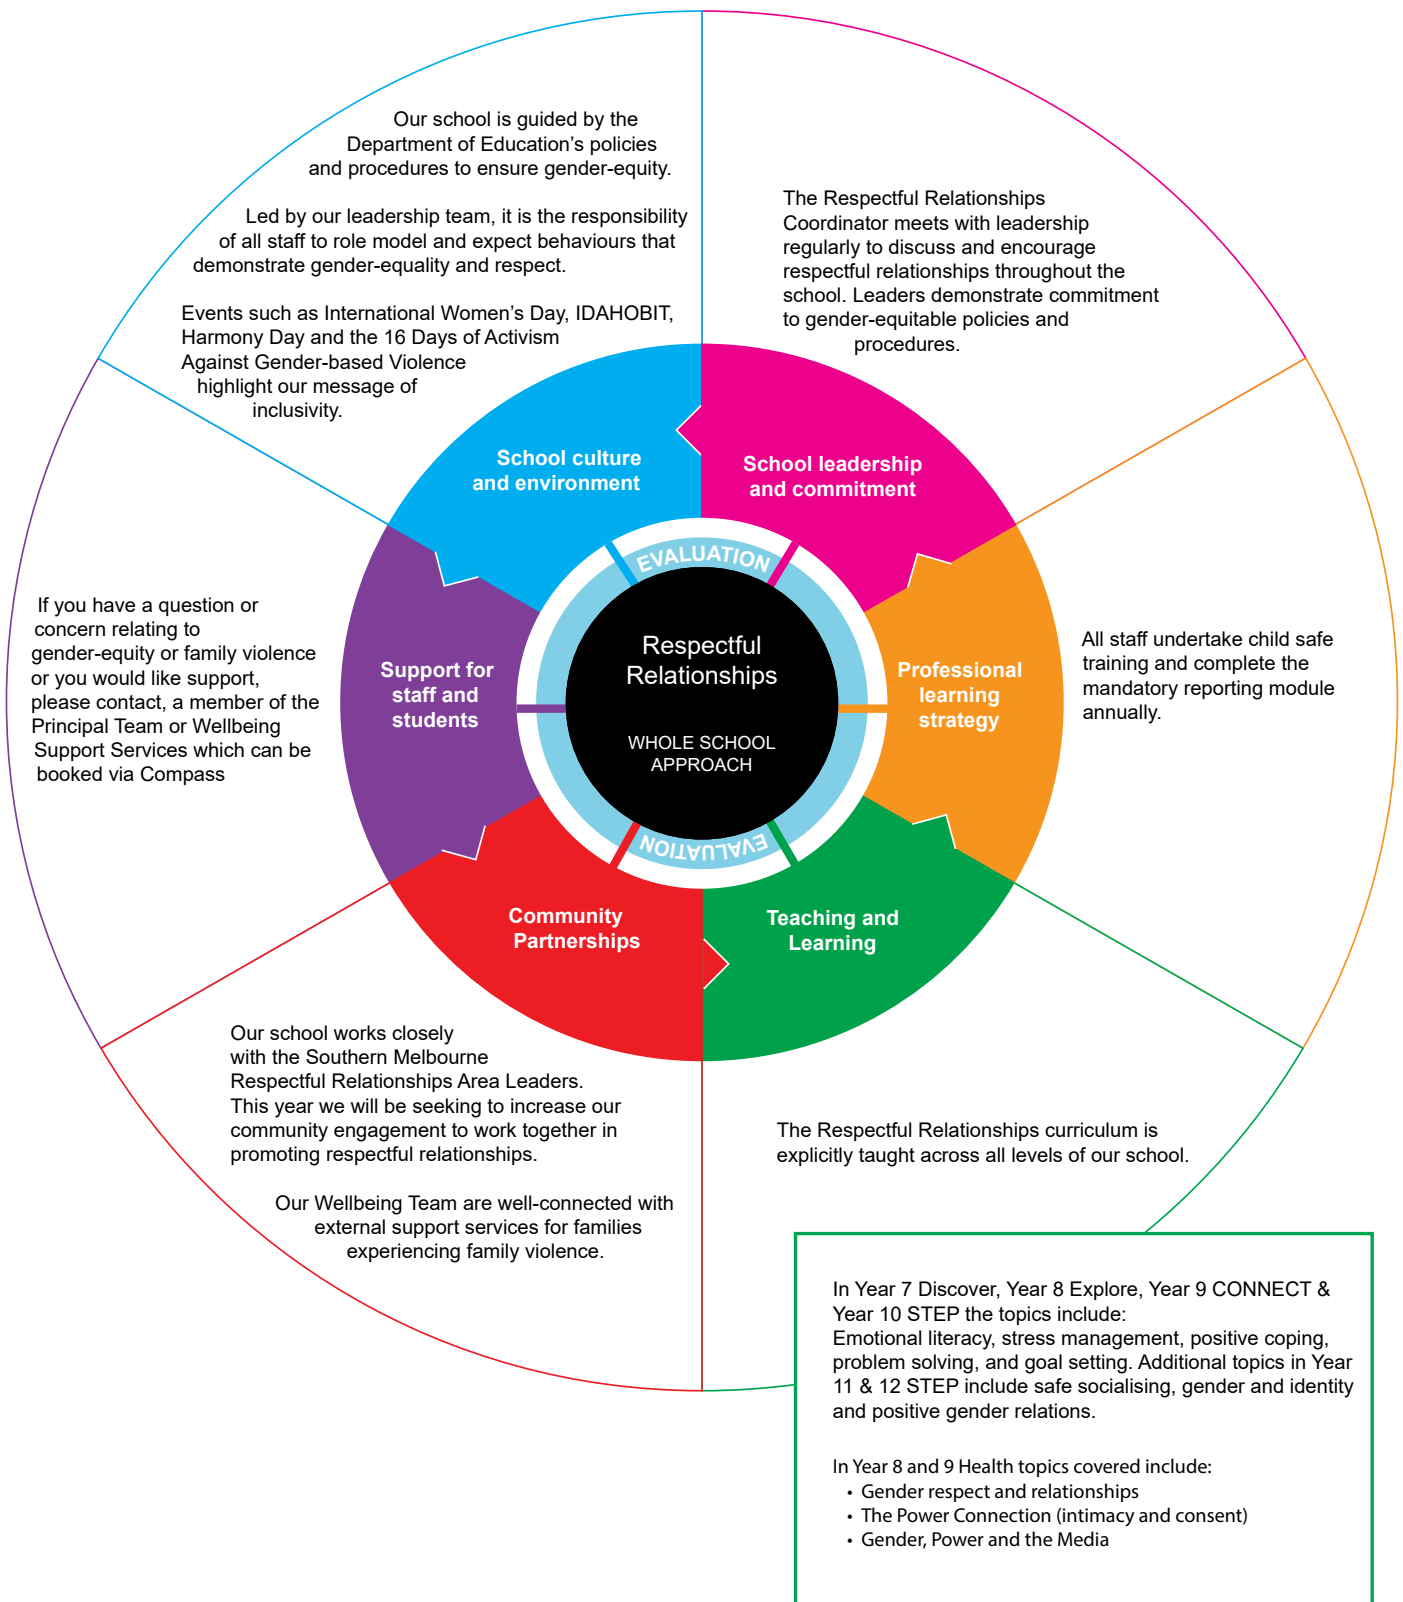 Our school is guided by the
Department of Education’s policies
and procedures to ensure gender-equity.
Led by our leadership team, it is the responsibility
of all staff to role model and expect behaviours that
demonstrate gender-equality and respect.
Events such as International Women’s Day, IDAHOBIT,
Harmony Day and the 16 Days of Activism
Against Gender-based Violence
highlight our message of
inclusivity.
The Respectful Relationships
Coordinator meets with leadership
regularly to discuss and encourage
respectful relationships throughout the
school. Leaders demonstrate commitment
to gender-equitable policies and
procedures.
School culture
and environment
School leadership
and commitment
EVALUATION
If you have a question or
concern relating to
gender-equity or family violence
or you would like support,
please contact, a member of the
Principal Team or Wellbeing
Support Services which can be
booked via Compass
Support for
staff and
students
Respectful
Relationships
WHOLE SCHOOL
APPROACH
Professional
learning
strategy
All staff undertake child safe
training and complete the
mandatory reporting module
annually.
EVALUATION
Community
Partnerships
Teaching and
Learning
Our school works closely
with the Southern Melbourne
Respectful Relationships Area Leaders.
This year we will be seeking to increase our
community engagement to work together in
promoting respectful relationships.
Our Wellbeing Team are well-connected with
external support services for families
experiencing family violence.
The Respectful Relationships curriculum is
explicitly taught across all levels of our school.
In Year 7 Discover, Year 8 Explore, Year 9 CONNECT &
Year 10 STEP the topics include:
Emotional literacy, stress management, positive coping,
problem solving, and goal setting. Additional topics in Year
11 & 12 STEP include safe socialising, gender and identity
and positive gender relations.
In Year 8 and 9 Health topics covered include:
• Gender respect and relationships
• The Power Connection (intimacy and consent)
• Gender, Power and the Media